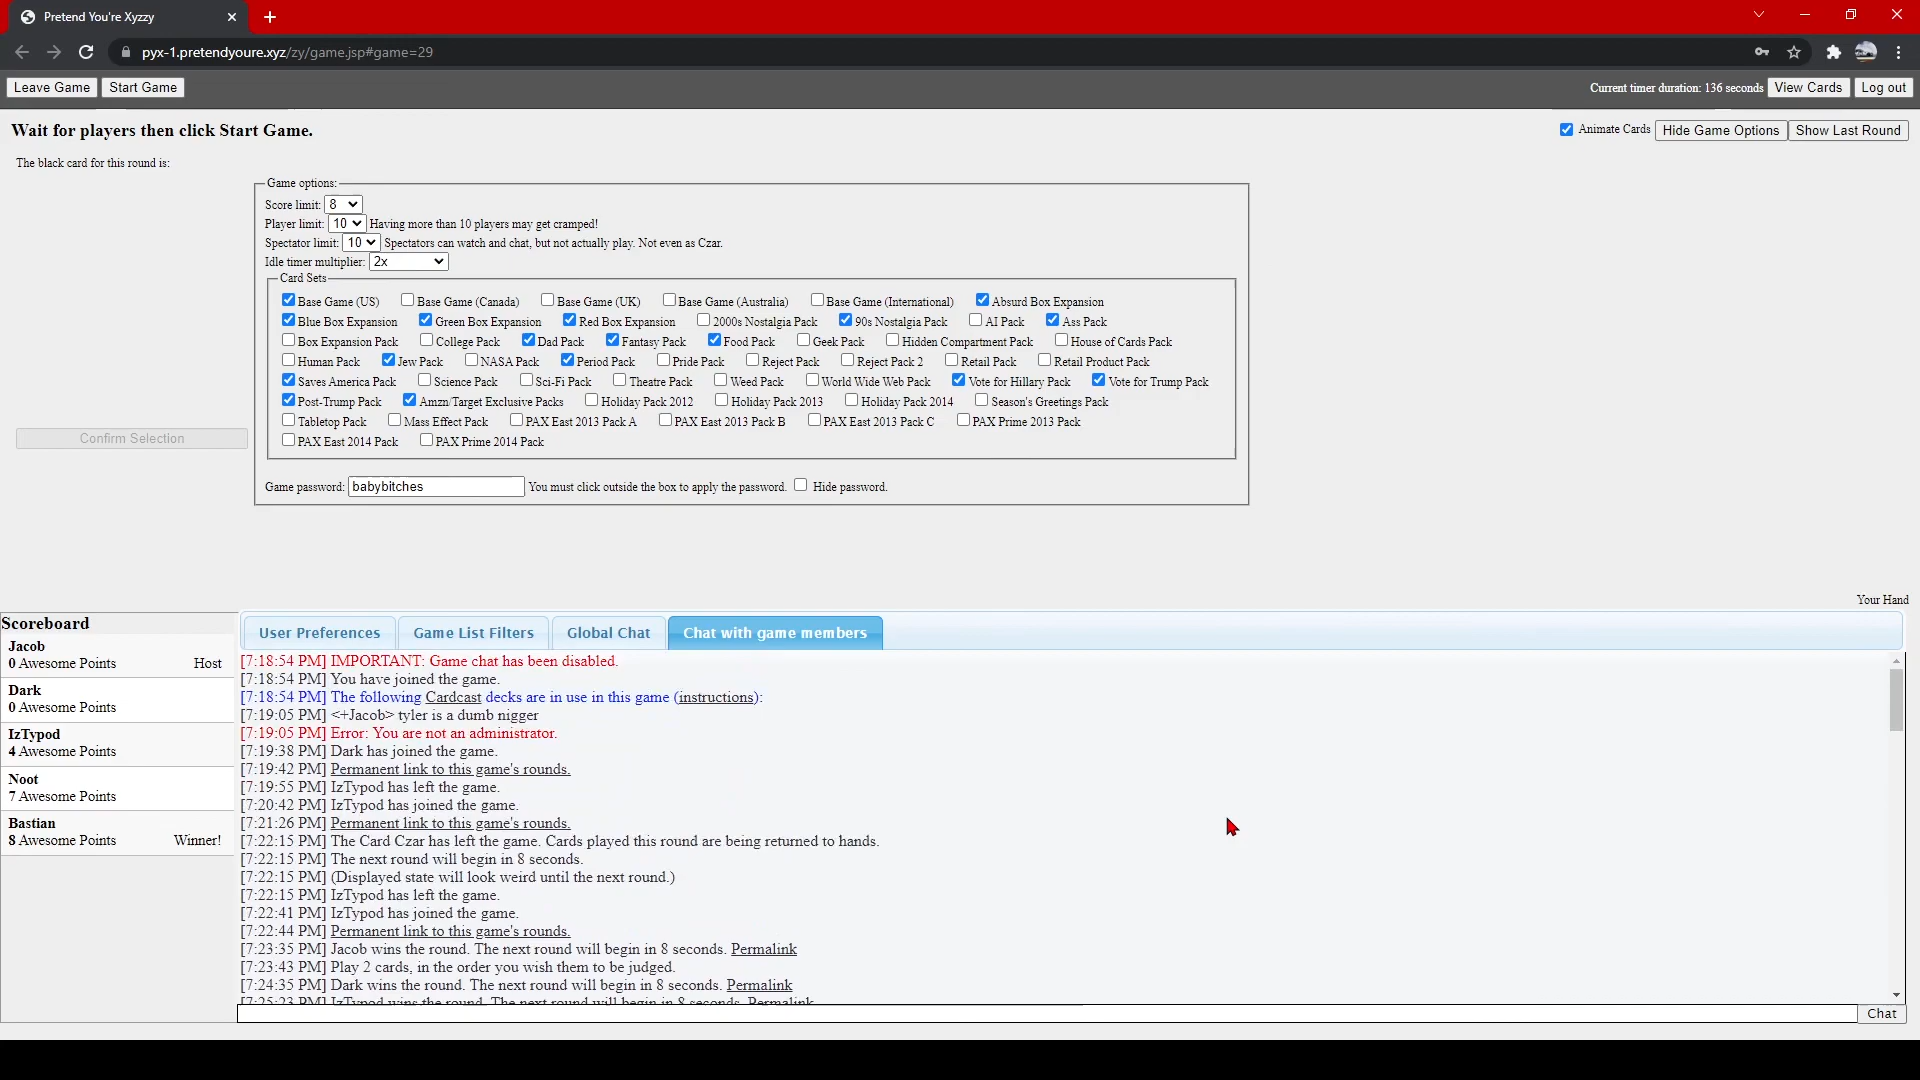 Pretend You're Xyzzy
pyx-1.pretendyoure.xyz/zy/game.jsp#game=29
Leave Game Start Game Current timer duration: 136 seconds View Cards Log out
Wait for players then click Start Game. Animate Cards Hide Game Options Show Last Round
The black card for this round is:
Game options:
Score limit: 8
Player limit: 10 Having more than 10 players may get cramped!
Spectator limit: 10 Spectators can watch and chat, but not actually play. Not even as Czar.
Idle timer multiplier: 2x
Card Sets
Base Game (US) Base Game (Canada) Base Game (UK) Base Game (Australia) Base Game (International) Absurd Box Expansion
Blue Box Expansion Green Box Expansion Red Box Expansion 2000s Nostalgia Pack 90s Nostalgia Pack AI Pack Ass Pack
Box Expansion Pack College Pack Dad Pack Fantasy Pack Food Pack Geek Pack Hidden Compartment Pack House of Cards Pack
Human Pack Jew Pack NASA Pack Period Pack Pride Pack Reject Pack Reject Pack 2 Retail Pack Retail Product Pack
Saves America Pack Science Pack Sci-Fi Pack Theatre Pack Weed Pack World Wide Web Pack Vote for Hillary Pack Vote for Trump Pack
Post-Trump Pack Amzn/Target Exclusive Packs Holiday Pack 2012 Holiday Pack 2013 Holiday Pack 2014 Season's Greetings Pack
Tabletop Pack Mass Effect Pack PAX East 2013 Pack A PAX East 2013 Pack B PAX East 2013 Pack C PAX Prime 2013 Pack
PAX East 2014 Pack PAX Prime 2014 Pack
Confirm Selection
Game password: babybitches You must click outside the box to apply the password. Hide password.
Your Hand
Scoreboard
Jacob
0 Awesome Points Host
Dark
0 Awesome Points
IzTypod
4 Awesome Points
Noot
7 Awesome Points
Bastian
8 Awesome Points Winner!
User Preferences Game List Filters Global Chat Chat with game members
[7:18:54 PM] IMPORTANT: Game chat has been disabled.
[7:18:54 PM] You have joined the game.
[7:18:54 PM] The following Cardcast decks are in use in this game (instructions):
[7:19:05 PM] <+Jacob> tyler is a dumb nigger
[7:19:05 PM] Error: You are not an administrator.
[7:19:38 PM] Dark has joined the game.
[7:19:42 PM] Permanent link to this game's rounds.
[7:19:55 PM] IzTypod has left the game.
[7:20:42 PM] IzTypod has joined the game.
[7:21:26 PM] Permanent link to this game's rounds.
[7:22:15 PM] The Card Czar has left the game. Cards played this round are being returned to hands.
[7:22:15 PM] The next round will begin in 8 seconds.
[7:22:15 PM] (Displayed state will look weird until the next round.)
[7:22:15 PM] IzTypod has left the game.
[7:22:41 PM] IzTypod has joined the game.
[7:22:44 PM] Permanent link to this game's rounds.
[7:23:35 PM] Jacob wins the round. The next round will begin in 8 seconds. Permalink
[7:23:43 PM] Play 2 cards, in the order you wish them to be judged.
[7:24:35 PM] Dark wins the round. The next round will begin in 8 seconds. Permalink
[7:25:23 PM] IzTypod wins the round. The next round will begin in 8 seconds. Permalink
Chat